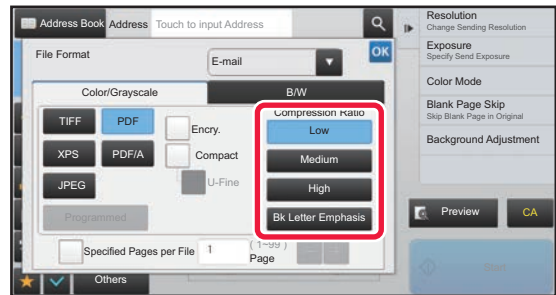 Address Book Address Touch to input Address
File Format E-mail OK
Color/Grayscale B/W
TIFF PDF Encry.
XPS PDF/A Compact
JPEG U-Fine
Programmed
Compression Ratio
Low
Medium
High
Bk Letter Emphasis
Specified Pages per File 1 (1~99) Page
Others
Resolution
Change Sending Resolution
Exposure
Specify Send Exposure
Color Mode
Blank Page Skip
Skip Blank Page in Original
Background Adjustment
Preview CA
Start